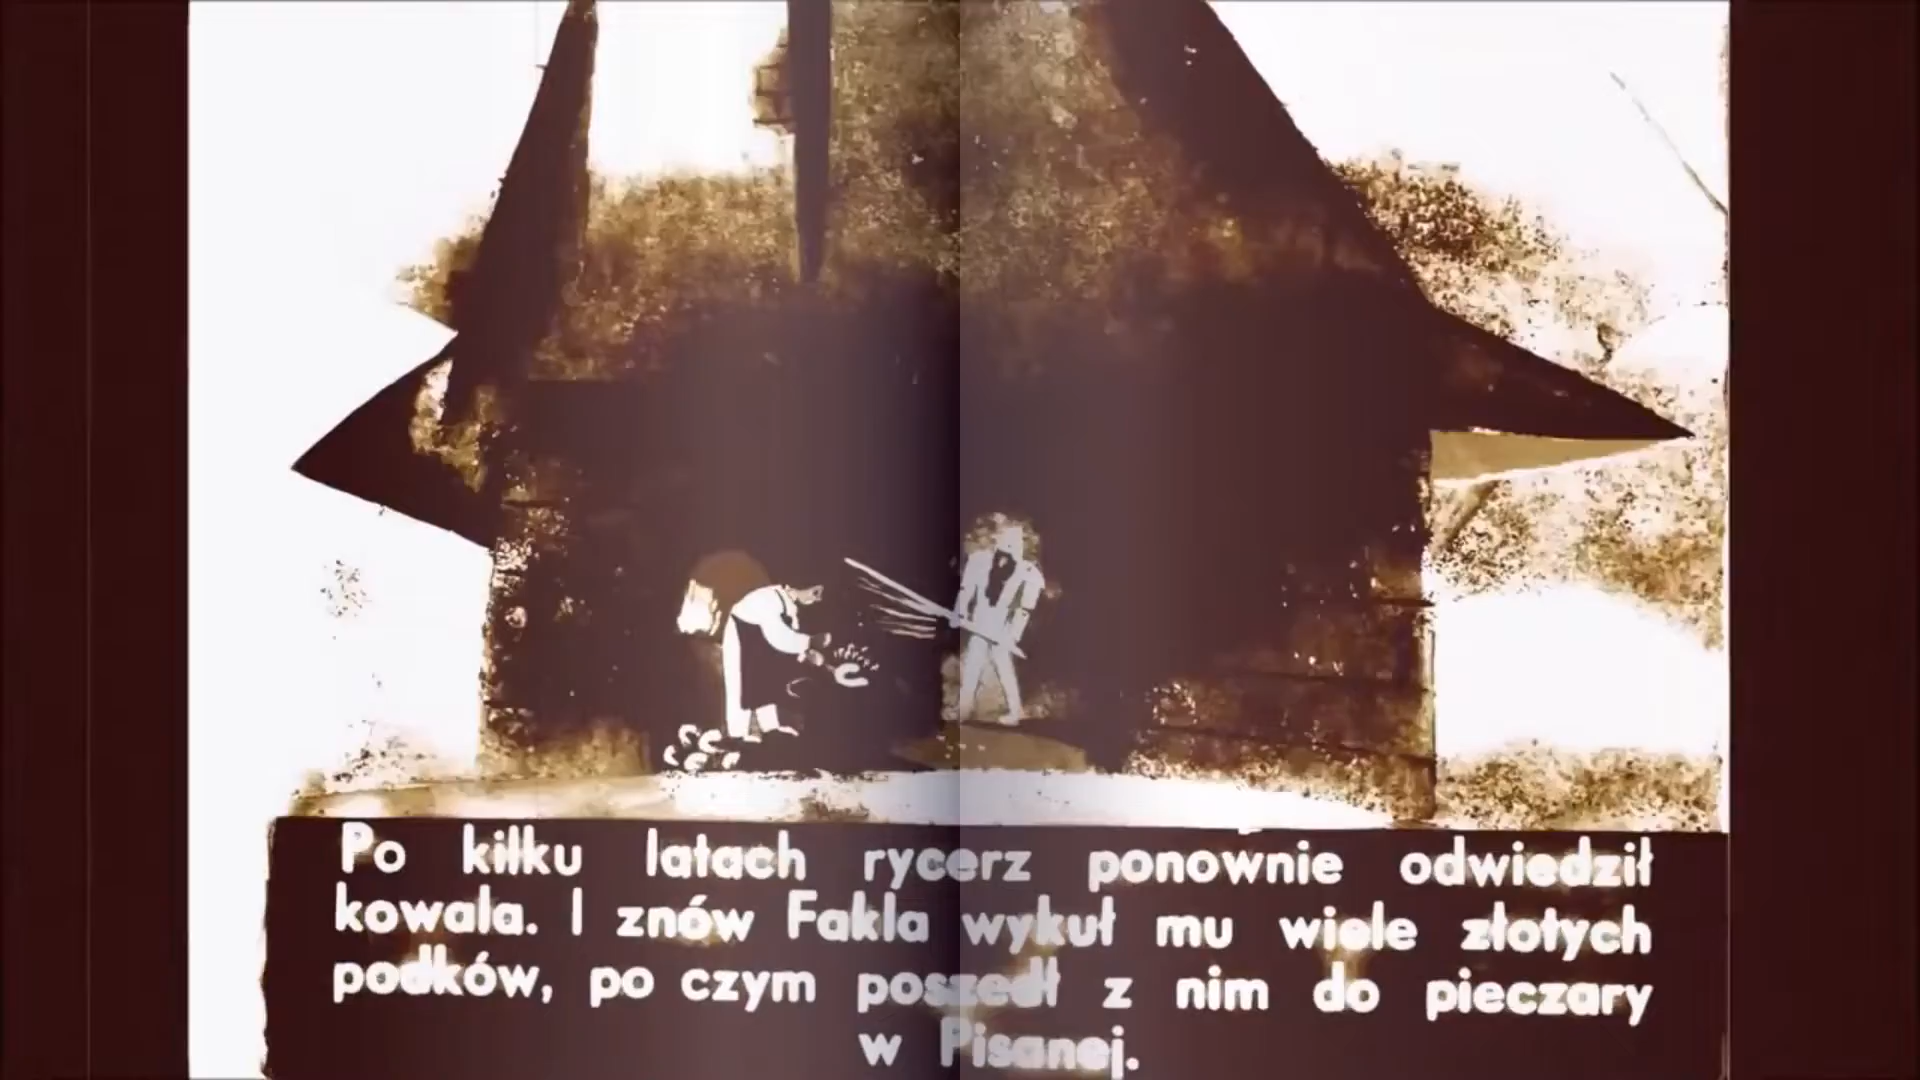 Po kilku latach rycerz ponownie odwiedził
kowala. I znów Fakla wykuł mu wiele złotych
podków, po czym poszedł z nim do pieczary
w Pisanej.